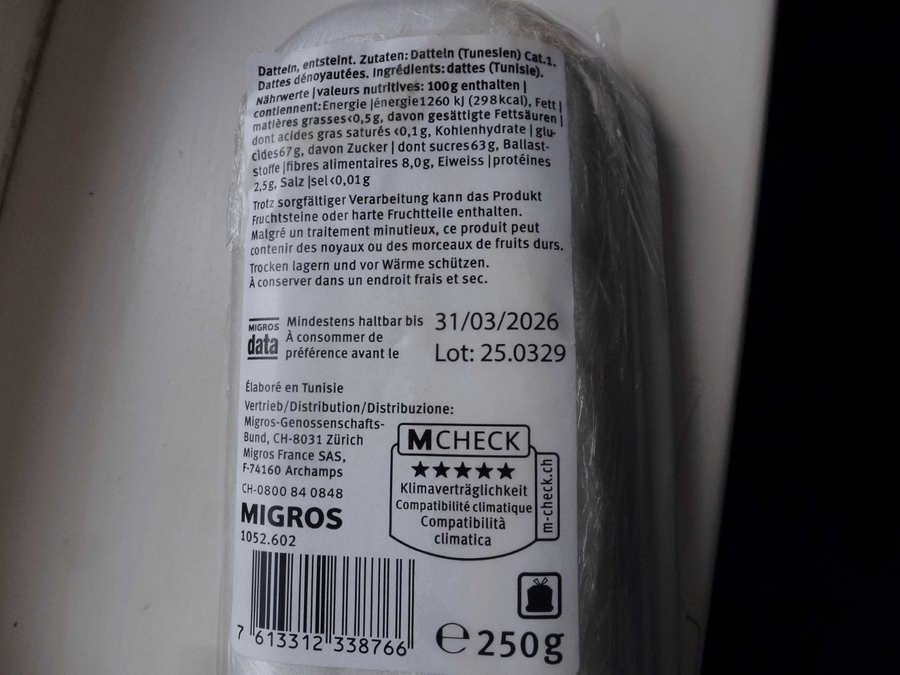 Datteln, entsteint. Zutaten: Datteln (Tunesien) Cat.1.
Dattes dénoyautées. Ingrédients: dattes (Tunisie).
Nährwerte | valeurs nutritives: 100g enthalten |
contiennent: Energie | énergie 1260 kJ (298kcal), Fett |
matières grasses <0,5g, davon gesättigte Fettsäuren |
dont acides gras saturés <0,1g, Kohlenhydrate | glu-
cides 67g, davon Zucker | dont sucres 63g, Ballast-
stoffe | fibres alimentaires 8,0g, Eiweiss | protéines
2,5g, Salz | sel <0,01g
Trotz sorgfältiger Verarbeitung kann das Produkt
Fruchtsteine oder harte Fruchtteile enthalten.
Malgré un traitement minutieux, ce produit peut
contenir des noyaux ou des morceaux de fruits durs.
Trocken lagern und vor Wärme schützen.
À conserver dans un endroit frais et sec.
MIGROS
data
Mindestens haltbar bis
À consommer de
préférence avant le
31/03/2026
Lot: 25.0329
Élaboré en Tunisie
Vertrieb/Distribution/Distribuzione:
Migros-Genossenschafts-
Bund, CH-8031 Zürich
Migros France SAS,
F-74160 Archamps
CH-0800 84 0848
MIGROS
1052.602
M CHECK
Klimaverträglichkeit
Compatibilité climatique
Compatibilità
climatica
m-check.ch
7 613312 338766
℮ 250g